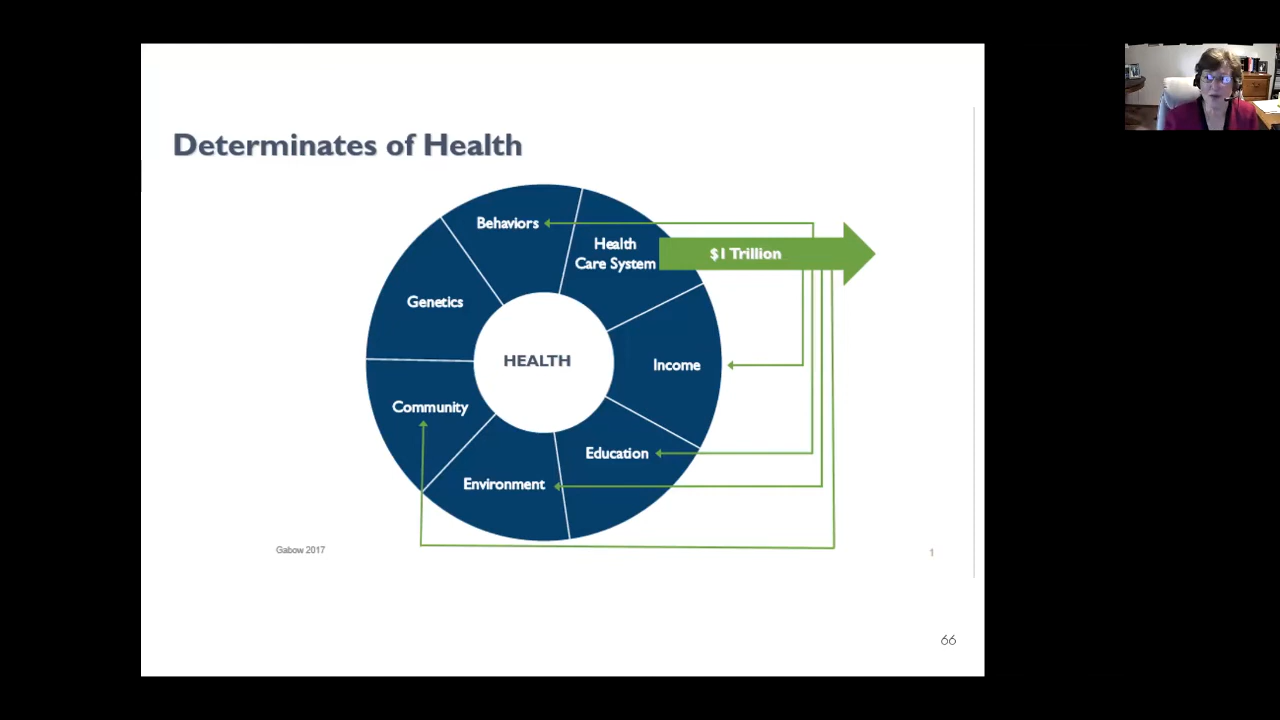 Determinates of Health
Behaviors
Health
Care System
$1 Trillion
Genetics
HEALTH
Income
Community
Education
Environment
Gabow 2017
1
66